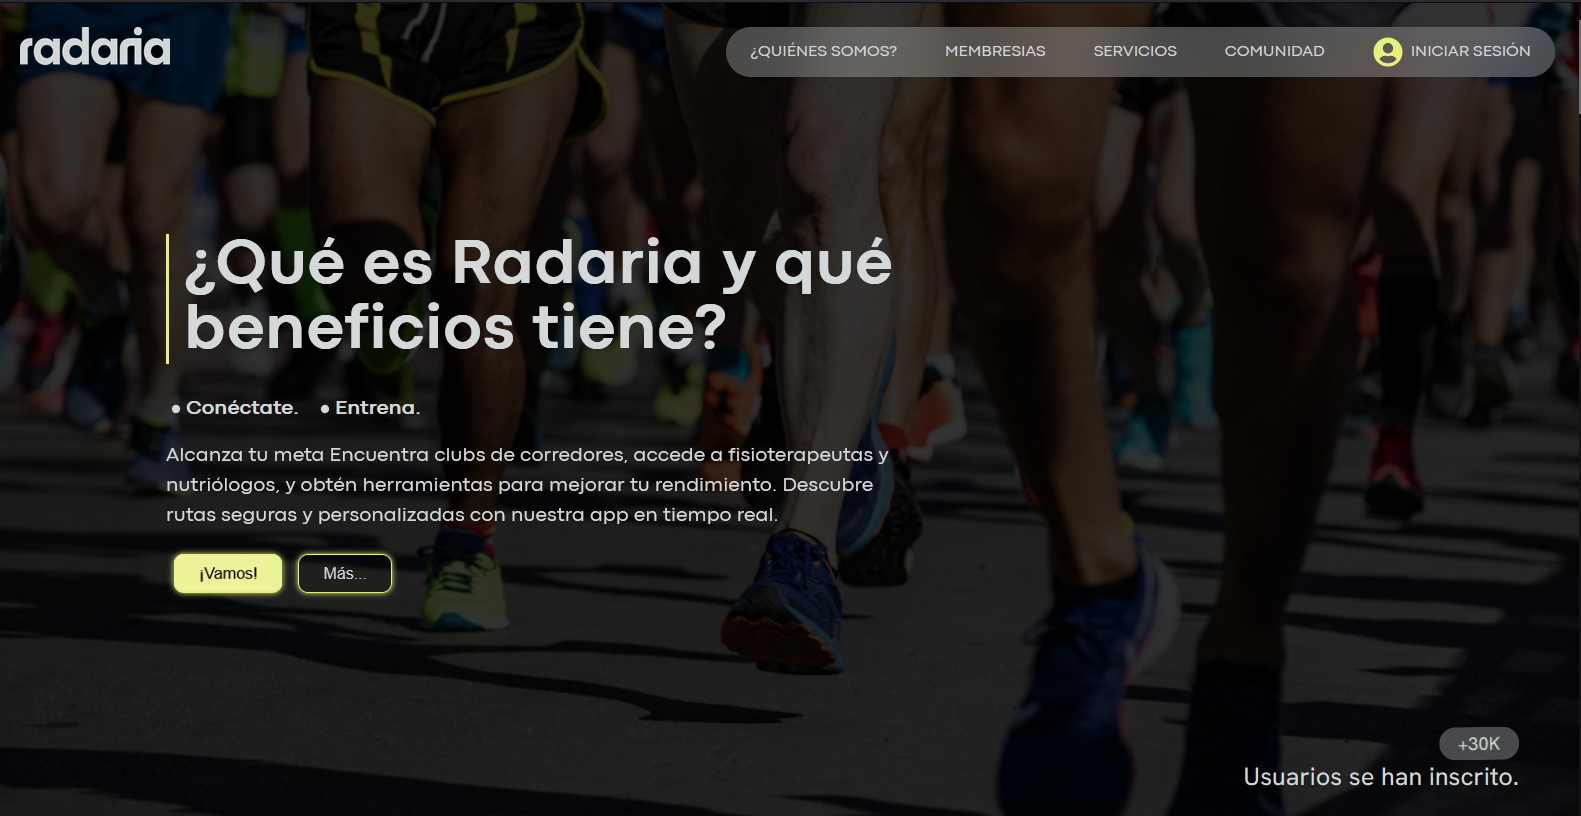 radaria
¿QUIÉNES SOMOS? MEMBRESIAS SERVICIOS COMUNIDAD INICIAR SESIÓN
¿Qué es Radaria y qué
beneficios tiene?
• Conéctate. • Entrena.
Alcanza tu meta Encuentra clubs de corredores, accede a fisioterapeutas y
nutriólogos, y obtén herramientas para mejorar tu rendimiento. Descubre
rutas seguras y personalizadas con nuestra app en tiempo real.
¡Vamos! Más...
+30K
Usuarios se han inscrito.